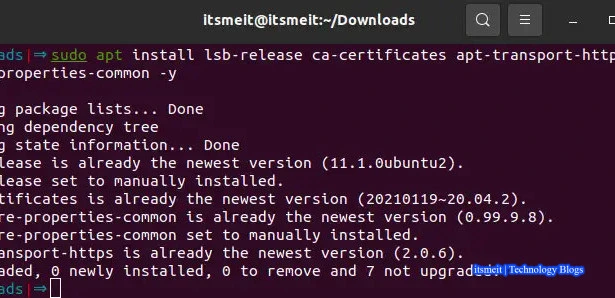 itsmeit@itsmeit:~/Downloads
ads|⇒sudo apt install lsb-release ca-certificates apt-transport-http
properties-common -y
g package lists... Done
ng dependency tree
g state information... Done
lease is already the newest version (11.1.0ubuntu2).
lease set to manually installed.
tificates is already the newest version (20210119~20.04.2).
re-properties-common is already the newest version (0.99.9.8).
re-properties-common set to manually installed.
ansport-https is already the newest version (2.0.6).
aded, 0 newly installed, 0 to remove and 7 not upgraded.
itsmeit | Technology Blogs
ads|⇒